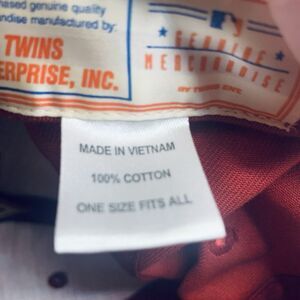 hased genuine quality
ndise manufactured by:
TWINS
ERPRISE, INC.
GENUINE
MERCHANDISE
BY TWINS ENT.
MADE IN VIETNAM
100% COTTON
ONE SIZE FITS ALL